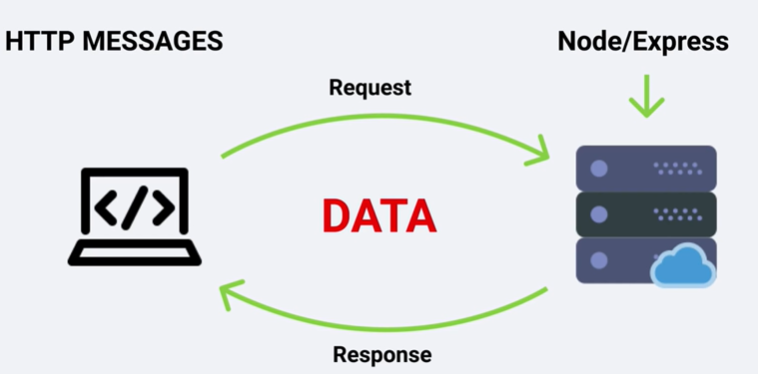 HTTP MESSAGES
Node/Express
Request
</>
DATA
Response